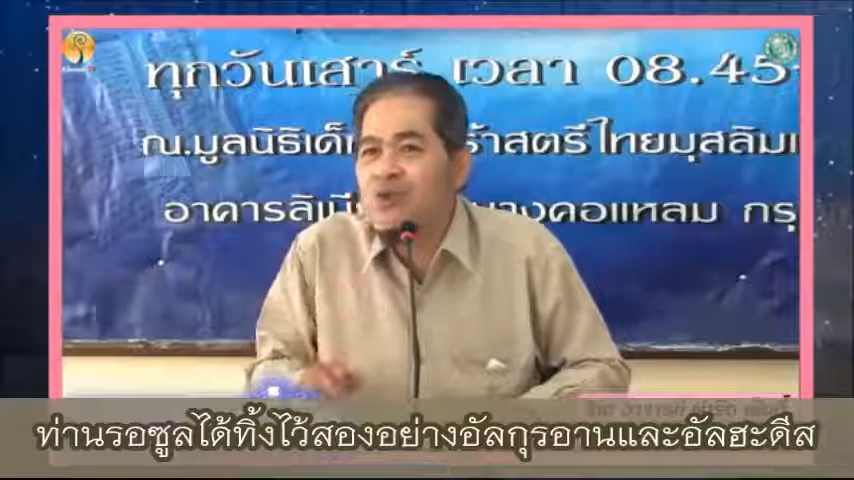 ทุกวันเสาร์ เวลา 08.45-
ณ.มูลนิธิเด็ก สตรีไทยมุสลิม
อาคารลิ บางคอแหลม กรุ
ท่านรอซูลได้ทิ้งไว้สองอย่างอัลกุรอานและอัลฮะดีส